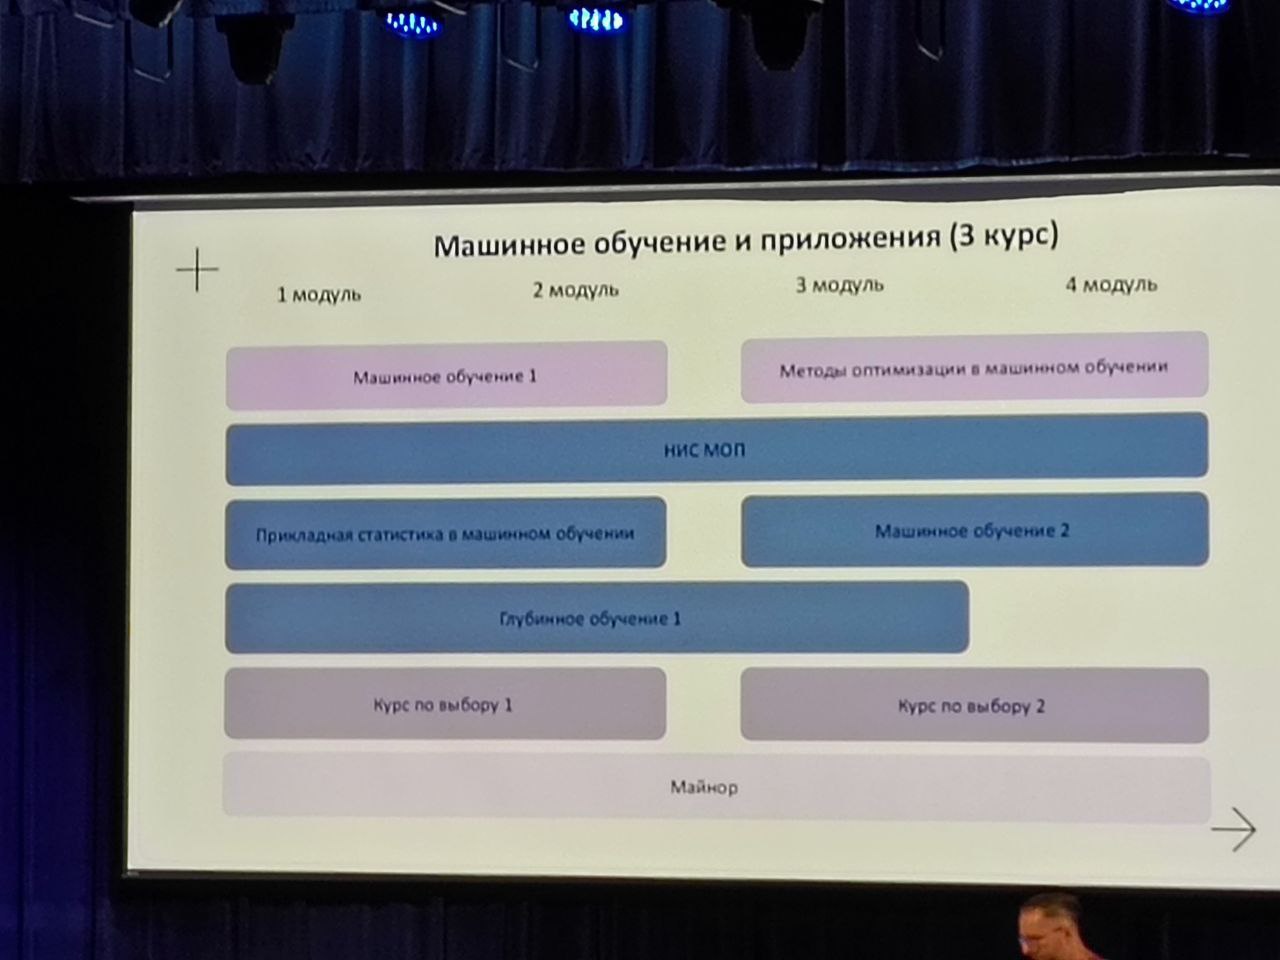 Машинное обучение и приложения (3 курс)
1 модуль 2 модуль 3 модуль 4 модуль
Машинное обучение 1 Методы оптимизации в машинном обучении
НИС МОП
Прикладная статистика в машинном обучении Машинное обучение 2
Глубинное обучение 1
Курс по выбору 1 Курс по выбору 2
Майнор